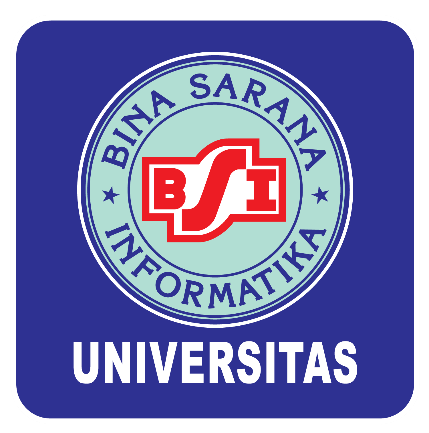 BINA SARANA
BSI
INFORMATIKA
UNIVERSITAS